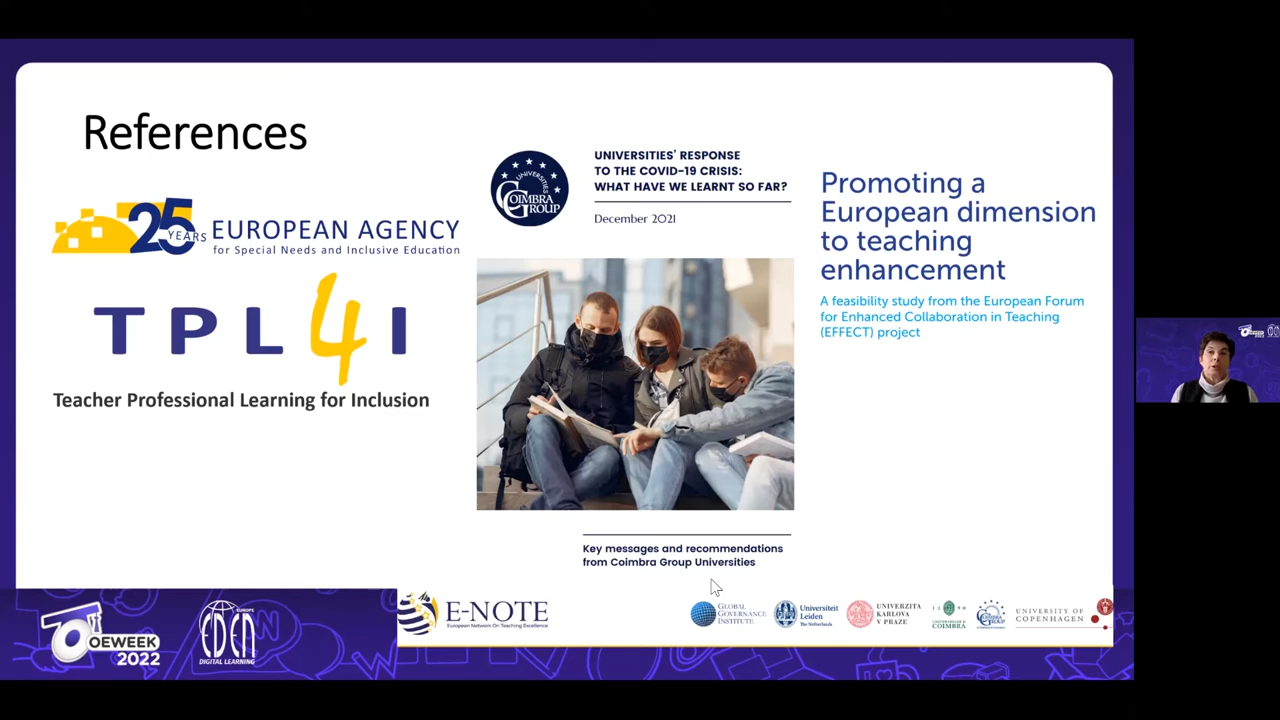 References
25 YEARS
EUROPEAN AGENCY
for Special Needs and Inclusive Education
TPL4I
Teacher Professional Learning for Inclusion
COIMBRA
GROUP
UNIVERSITIES
UNIVERSITIES' RESPONSE
TO THE COVID-19 CRISIS:
WHAT HAVE WE LEARNT SO FAR?
December 2021
Key messages and recommendations
from Coimbra Group Universities
Promoting a
European dimension
to teaching
enhancement
A feasibility study from the European Forum
for Enhanced Collaboration in Teaching
(EFFECT) project
OEWEEK
2022
EUROPE
EDEN
DIGITAL LEARNING
E-NOTE
European Network On Teaching Excellence
GLOBAL
GOVERNANCE
INSTITUTE
Universiteit
Leiden
The Netherlands
UNIVERZITA
KARLOVA
V PRAZE
COIMBRA
UNIVERSITY OF
COPENHAGEN